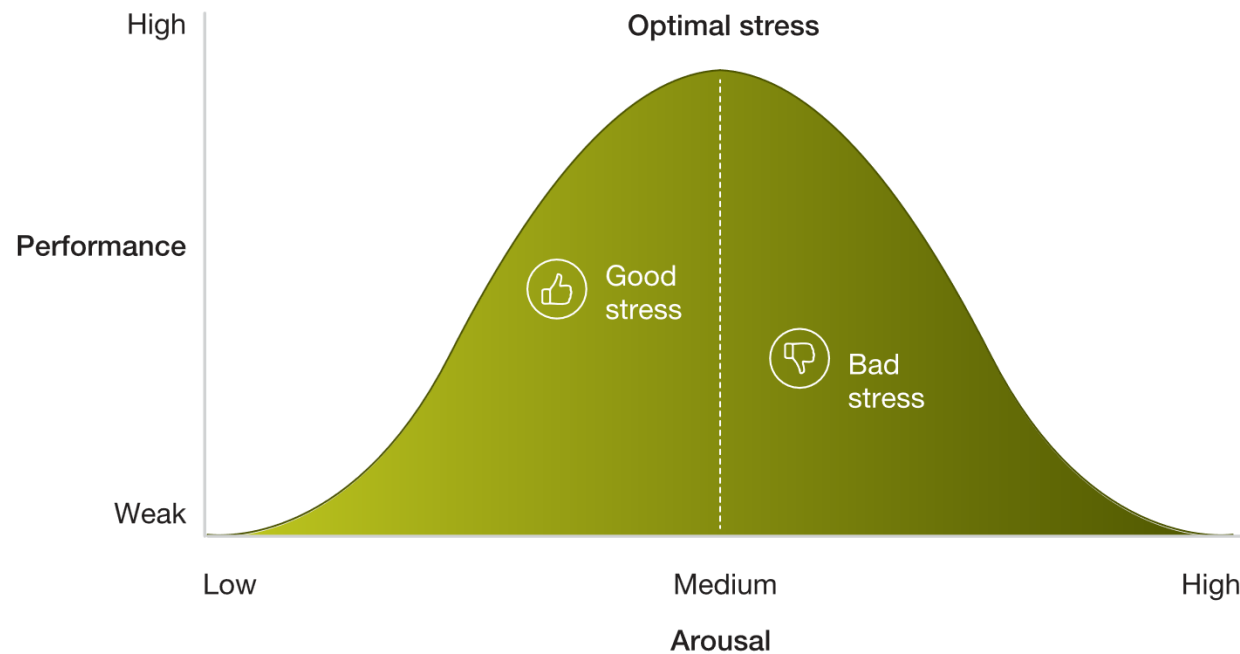 High
Optimal stress
Performance
Good
stress
Bad
stress
Weak
Low
Medium
High
Arousal